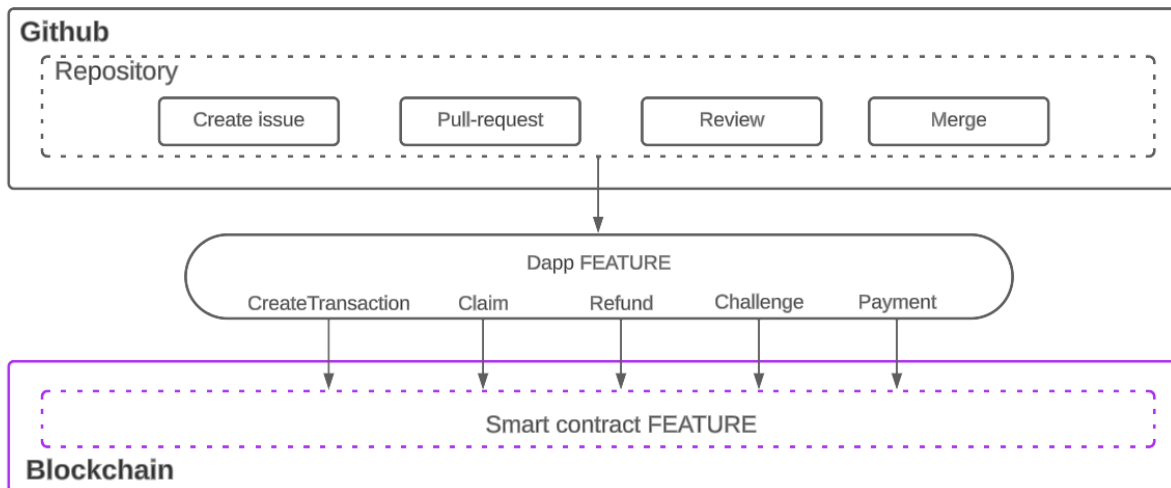 Github
Repository
Create issue
Pull-request
Review
Merge
Dapp FEATURE
CreateTransaction
Claim
Refund
Challenge
Payment
Smart contract FEATURE
Blockchain